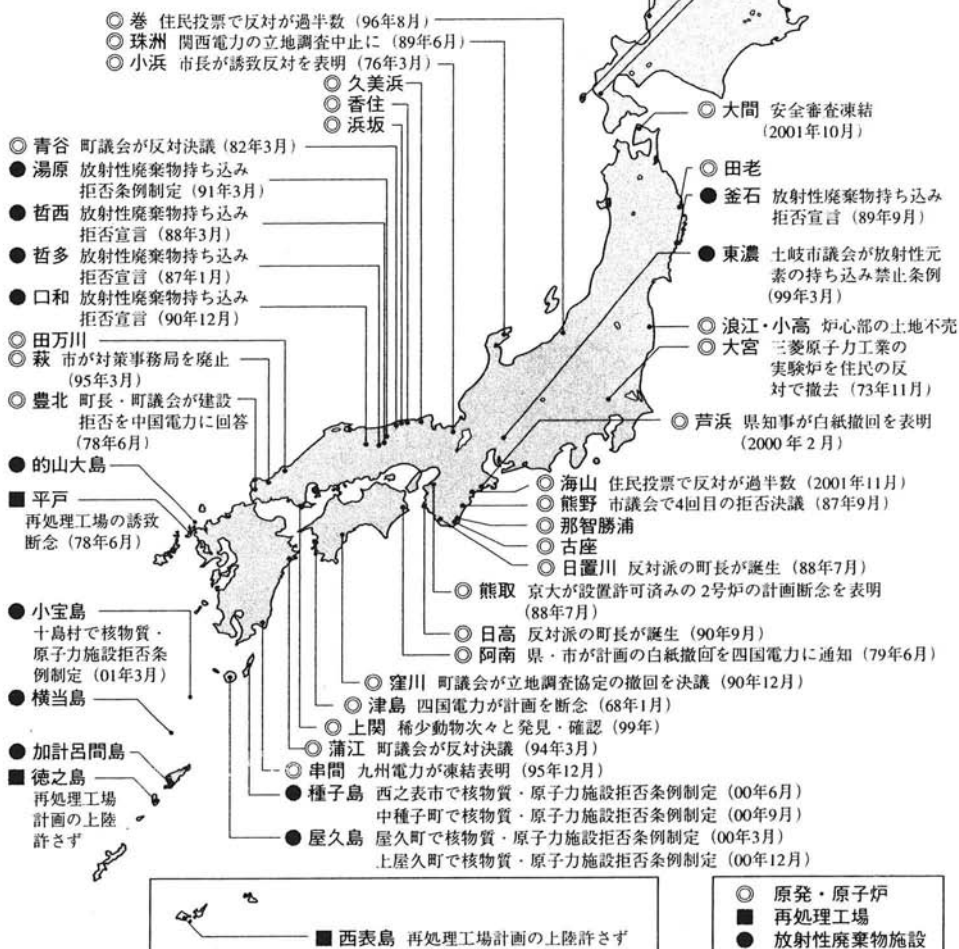 ◎ 巻 住民投票で反対が過半数 (96年8月)
◎ 珠洲 関西電力の立地調査中止に (89年6月)
◎ 小浜 市長が誘致反対を表明 (76年3月)
◎ 久美浜
◎ 香住
◎ 浜坂
◎ 青谷 町議会が反対決議 (82年3月)
● 湯原 放射性廃棄物持ち込み
拒否条例制定 (91年3月)
● 哲西 放射性廃棄物持ち込み
拒否宣言 (88年3月)
● 哲多 放射性廃棄物持ち込み
拒否宣言 (87年1月)
● 口和 放射性廃棄物持ち込み
拒否宣言 (90年12月)
◎ 田万川
◎ 萩 市が対策事務局を廃止
(95年3月)
◎ 豊北 町長・町議会が建設
拒否を中国電力に回答
(78年6月)
● 的山大島
■ 平戸
再処理工場の誘致
断念 (78年6月)
● 小宝島
十島村で核物質・
原子力施設拒否条
例制定 (01年3月)
● 横当島
● 加計呂間島
■ 徳之島
再処理工場
計画の上陸
許さず
◎ 大間 安全審査凍結
(2001年10月)
◎ 田老
● 釜石 放射性廃棄物持ち込み
拒否宣言 (89年9月)
● 東濃 土岐市議会が放射性元
素の持ち込み禁止条例
(99年3月)
◎ 浪江・小高 炉心部の土地不売
◎ 大宮 三菱原子力工業の
実験炉を住民の反
対で撤去 (73年11月)
◎ 芦浜 県知事が白紙撤回を表明
(2000年2月)
◎ 海山 住民投票で反対が過半数 (2001年11月)
◎ 熊野 市議会で4回目の拒否決議 (87年9月)
◎ 那智勝浦
◎ 古座
◎ 日置川 反対派の町長が誕生 (88年7月)
◎ 熊取 京大が設置許可済みの2号炉の計画断念を表明
(88年7月)
◎ 日高 反対派の町長が誕生 (90年9月)
◎ 阿南 県・市が計画の白紙撤回を四国電力に通知 (79年6月)
◎ 窪川 町議会が立地調査協定の撤回を決議 (90年12月)
◎ 津島 四国電力が計画を断念 (68年1月)
◎ 上関 稀少動物次々と発見・確認 (99年)
◎ 蒲江 町議会が反対決議 (94年3月)
◎ 串間 九州電力が凍結表明 (95年12月)
● 種子島 西之表市で核物質・原子力施設拒否条例制定 (00年6月)
中種子町で核物質・原子力施設拒否条例制定 (00年9月)
● 屋久島 屋久町で核物質・原子力施設拒否条例制定 (00年3月)
上屋久町で核物質・原子力施設拒否条例制定 (00年12月)
■ 西表島 再処理工場計画の上陸許さず
◎ 原発・原子炉
■ 再処理工場
● 放射性廃棄物施設